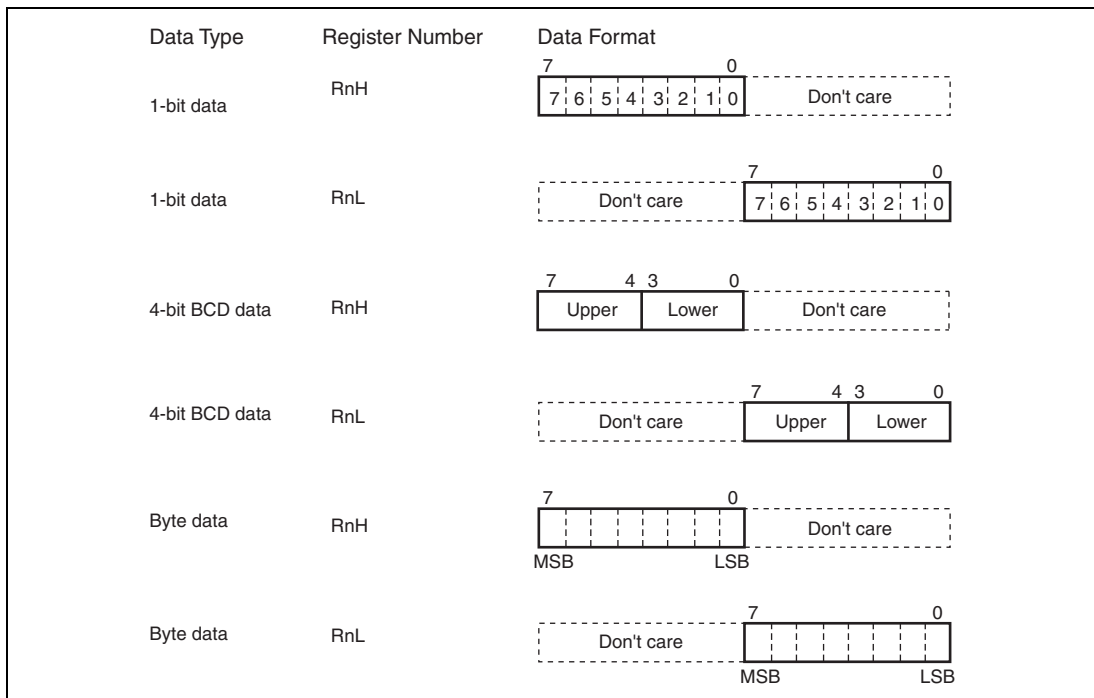 Data Type Register Number Data Format
7 0
1-bit data RnH 7 6 5 4 3 2 1 0 Don't care
7 0
1-bit data RnL Don't care 7 6 5 4 3 2 1 0
7 4 3 0
4-bit BCD data RnH Upper Lower Don't care
7 4 3 0
4-bit BCD data RnL Don't care Upper Lower
7 0
Byte data RnH Don't care
MSB LSB
7 0
Byte data RnL Don't care
MSB LSB